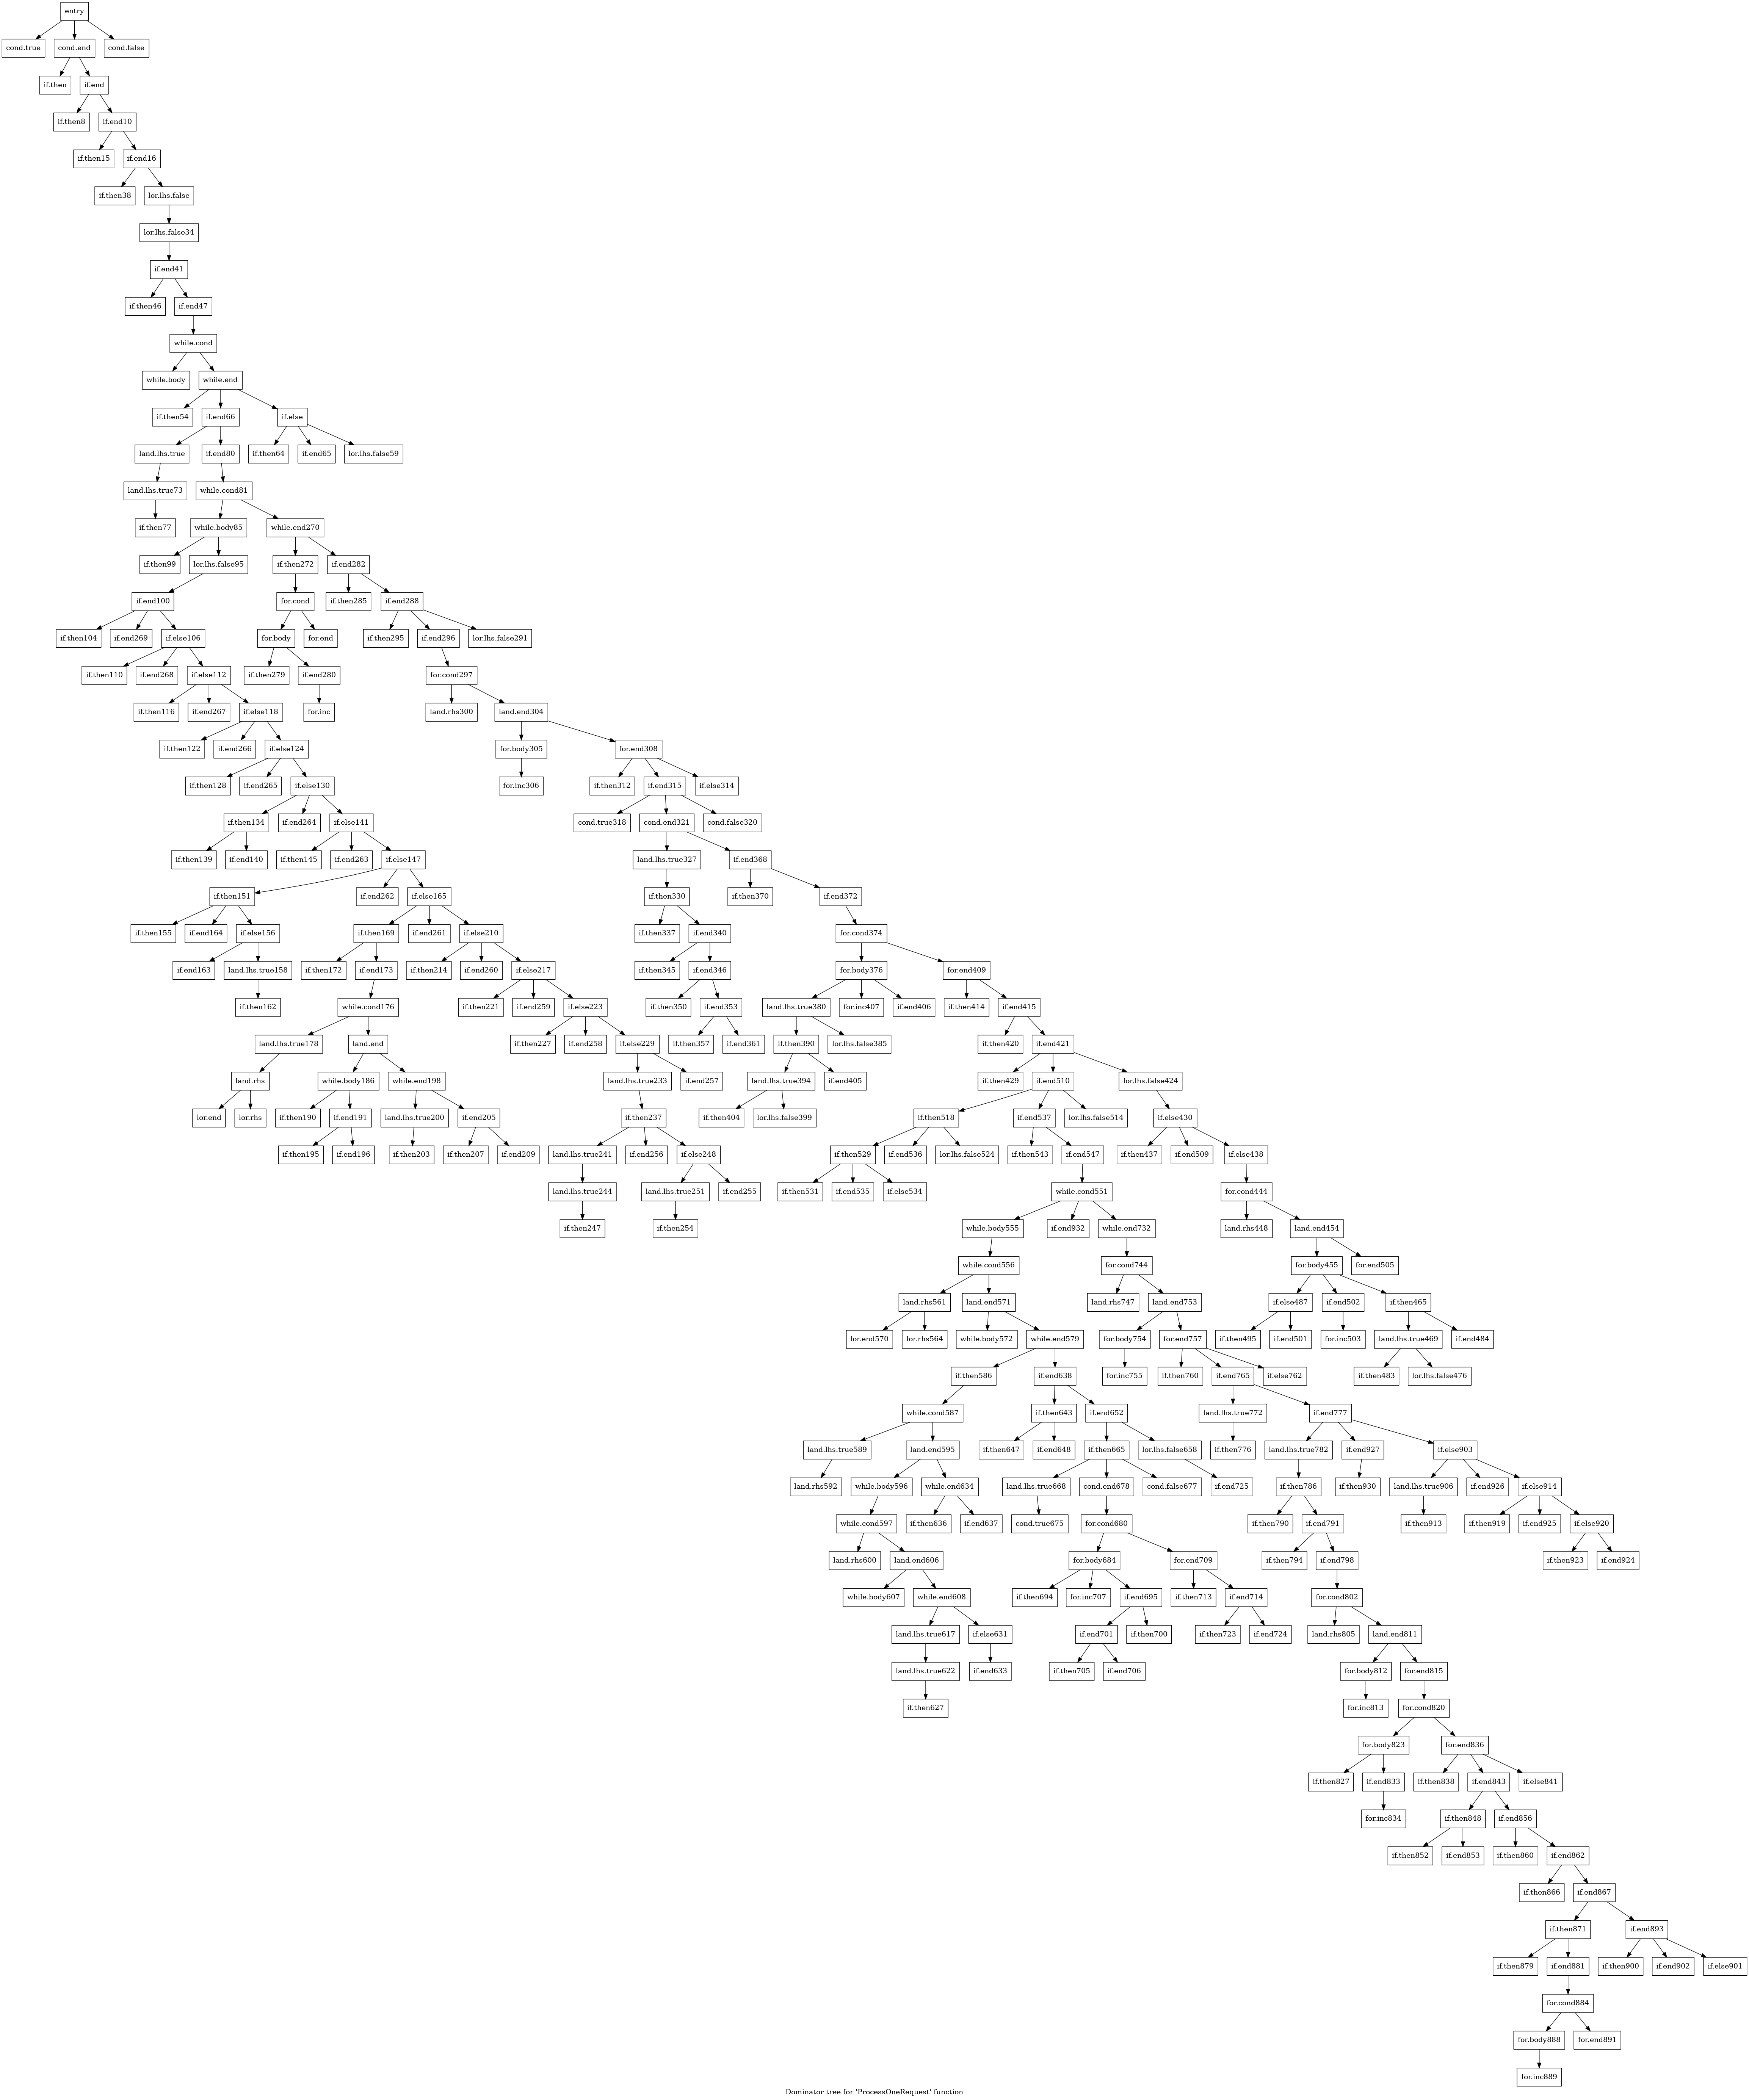 entry
cond.true cond.end cond.false
if.then if.end
if.then8 if.end10
if.then15 if.end16
if.then38 lor.lhs.false
lor.lhs.false34
if.end41
if.then46 if.end47
while.cond
while.body while.end
if.then54 if.end66 if.else
land.lhs.true if.end80 if.then64 if.end65 lor.lhs.false59
land.lhs.true73 while.cond81
if.then77 while.body85 while.end270
if.then99 lor.lhs.false95 if.then272 if.end282
if.end100 for.cond if.then285 if.end288
if.then104 if.end269 if.else106 for.body for.end if.then295 if.end296 lor.lhs.false291
if.then110 if.end268 if.else112 if.then279 if.end280 for.cond297
if.then116 if.end267 if.else118 for.inc land.rhs300 land.end304
if.then122 if.end266 if.else124 for.body305 for.end308
if.then128 if.end265 if.else130 for.inc306 if.then312 if.end315 if.else314
if.then134 if.end264 if.else141 cond.true318 cond.end321 cond.false320
if.then139 if.end140 if.then145 if.end263 if.else147 land.lhs.true327 if.end368
if.then151 if.end262 if.else165 if.then330 if.then370 if.end372
if.then155 if.end164 if.else156 if.then169 if.end261 if.else210 if.then337 if.end340 for.cond374
if.end163 land.lhs.true158 if.then172 if.end173 if.then214 if.end260 if.else217 if.then345 if.end346 for.body376 for.end409
if.then162 while.cond176 if.then221 if.end259 if.else223 if.then350 if.end353 land.lhs.true380 for.inc407 if.end406 if.then414 if.end415
land.lhs.true178 land.end if.then227 if.end258 if.else229 if.then357 if.end361 if.then390 lor.lhs.false385 if.then420 if.end421
land.rhs while.body186 while.end198 land.lhs.true233 if.end257 land.lhs.true394 if.end405 if.then429 if.end510 lor.lhs.false424
lor.end lor.rhs if.then190 if.end191 land.lhs.true200 if.end205 if.then237 if.then404 lor.lhs.false399 if.then518 if.end537 lor.lhs.false514 if.else430
if.then195 if.end196 if.then203 if.then207 if.end209 land.lhs.true241 if.end256 if.else248 if.then529 if.end536 lor.lhs.false524 if.then543 if.end547 if.then437 if.end509 if.else438
land.lhs.true244 land.lhs.true251 if.end255 if.then531 if.end535 if.else534 while.cond551 for.cond444
if.then247 if.then254 while.body555 if.end932 while.end732 land.rhs448 land.end454
while.cond556 for.cond744 for.body455 for.end505
land.rhs561 land.end571 land.rhs747 land.end753 if.else487 if.end502 if.then465
lor.end570 lor.rhs564 while.body572 while.end579 for.body754 for.end757 if.then495 if.end501 for.inc503 land.lhs.true469 if.end484
if.then586 if.end638 for.inc755 if.then760 if.end765 if.else762 if.then483 lor.lhs.false476
while.cond587 if.then643 if.end652 land.lhs.true772 if.end777
land.lhs.true589 land.end595 if.then647 if.end648 if.then665 lor.lhs.false658 if.then776 land.lhs.true782 if.end927 if.else903
land.rhs592 while.body596 while.end634 land.lhs.true668 cond.end678 cond.false677 if.end725 if.then786 if.then930 land.lhs.true906 if.end926 if.else914
while.cond597 if.then636 if.end637 cond.true675 for.cond680 if.then790 if.end791 if.then913 if.then919 if.end925 if.else920
land.rhs600 land.end606 for.body684 for.end709 if.then794 if.end798 if.then923 if.end924
while.body607 while.end608 if.then694 for.inc707 if.end695 if.then713 if.end714 for.cond802
land.lhs.true617 if.else631 if.end701 if.then700 if.then723 if.end724 land.rhs805 land.end811
land.lhs.true622 if.end633 if.then705 if.end706 for.body812 for.end815
if.then627 for.inc813 for.cond820
for.body823 for.end836
if.then827 if.end833 if.then838 if.end843 if.else841
for.inc834 if.then848 if.end856
if.then852 if.end853 if.then860 if.end862
if.then866 if.end867
if.then871 if.end893
if.then879 if.end881 if.then900 if.end902 if.else901
for.cond884
for.body888 for.end891
for.inc889
Dominator tree for 'ProcessOneRequest' function